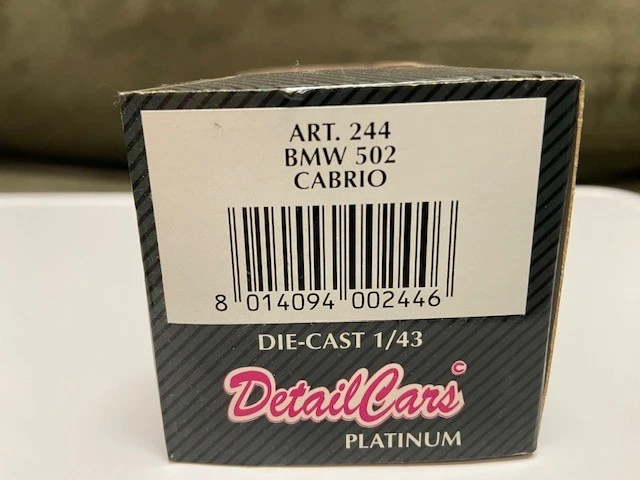 ART. 244
BMW 502
CABRIO
8 014094 002446
DIE-CAST 1/43
DetailCars ©
PLATINUM